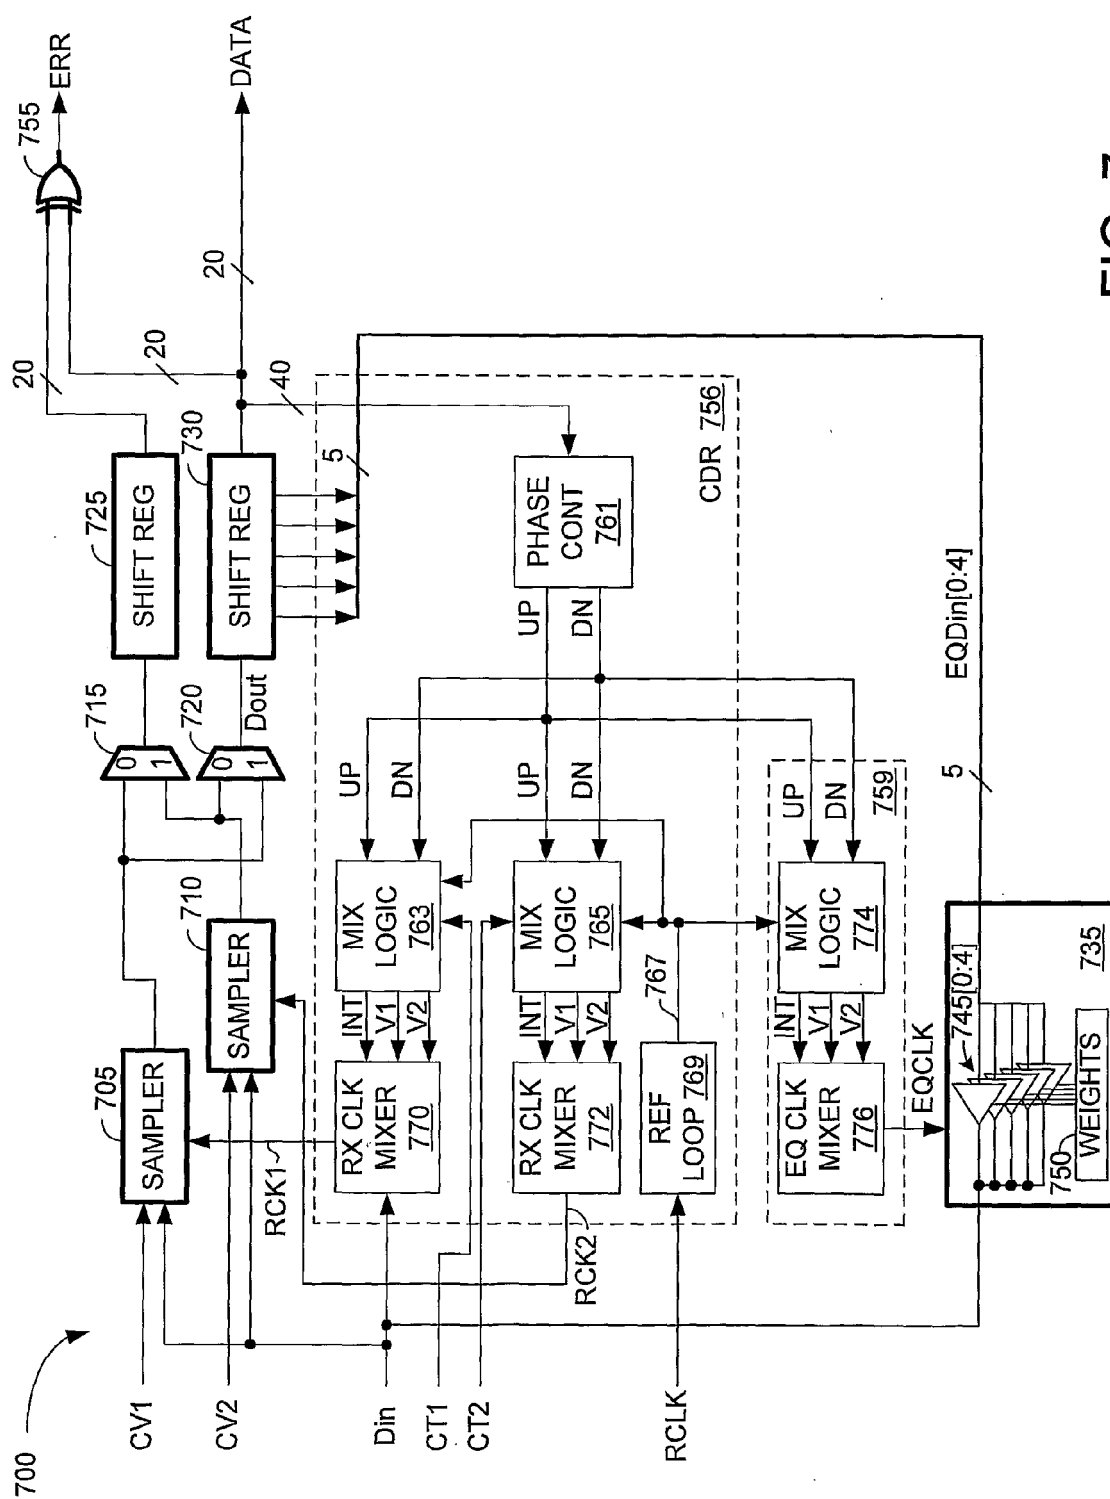 700
CV1
CV2
Din
CT1
CT2
RCLK
705
SAMPLER
710
SAMPLER
RCK1
RCK2
715
0
1
720
0
1
Dout
725
SHIFT REG
730
SHIFT REG
20
20
20
40
5
755
ERR
DATA
CDR 756
PHASE
CONT
761
UP
DN
UP
DN
UP
DN
UP
DN
MIX
LOGIC
763
MIX
LOGIC
765
MIX
LOGIC
774
759
INT
V1
V2
INT
V1
V2
INT
V1
V2
RX CLK
MIXER
770
RX CLK
MIXER
772
REF
LOOP 769
767
EQ CLK
MIXER
776
EQCLK
EQDin[0:4]
5
745[0:4]
735
750
WEIGHTS